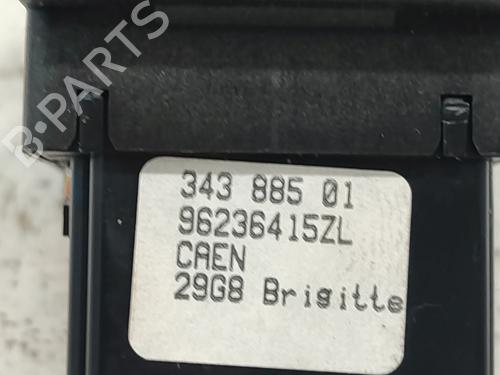 B-PARTS
343 885 01
96236415ZL
CAEN
29G8 Brigitte